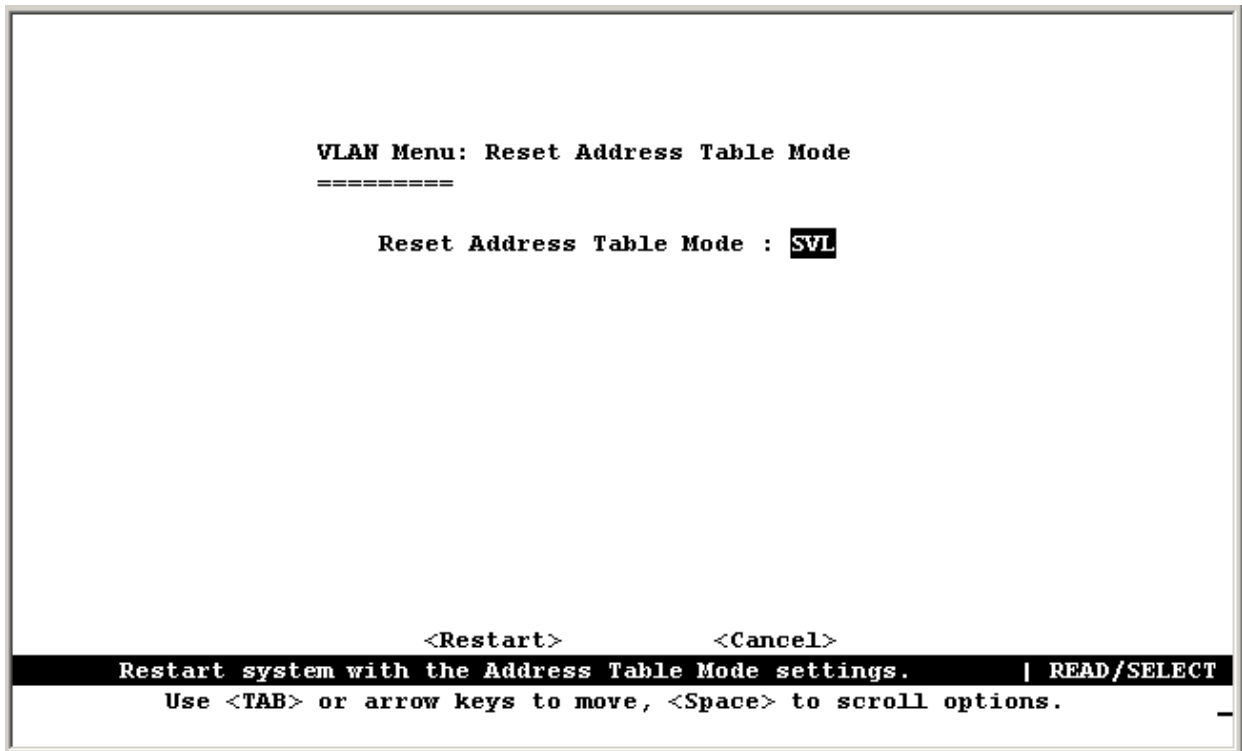 VLAN Menu: Reset Address Table Mode
=========
Reset Address Table Mode : SVL
<Restart> <Cancel>
Restart system with the Address Table Mode settings. | READ/SELECT
Use <TAB> or arrow keys to move, <Space> to scroll options. _